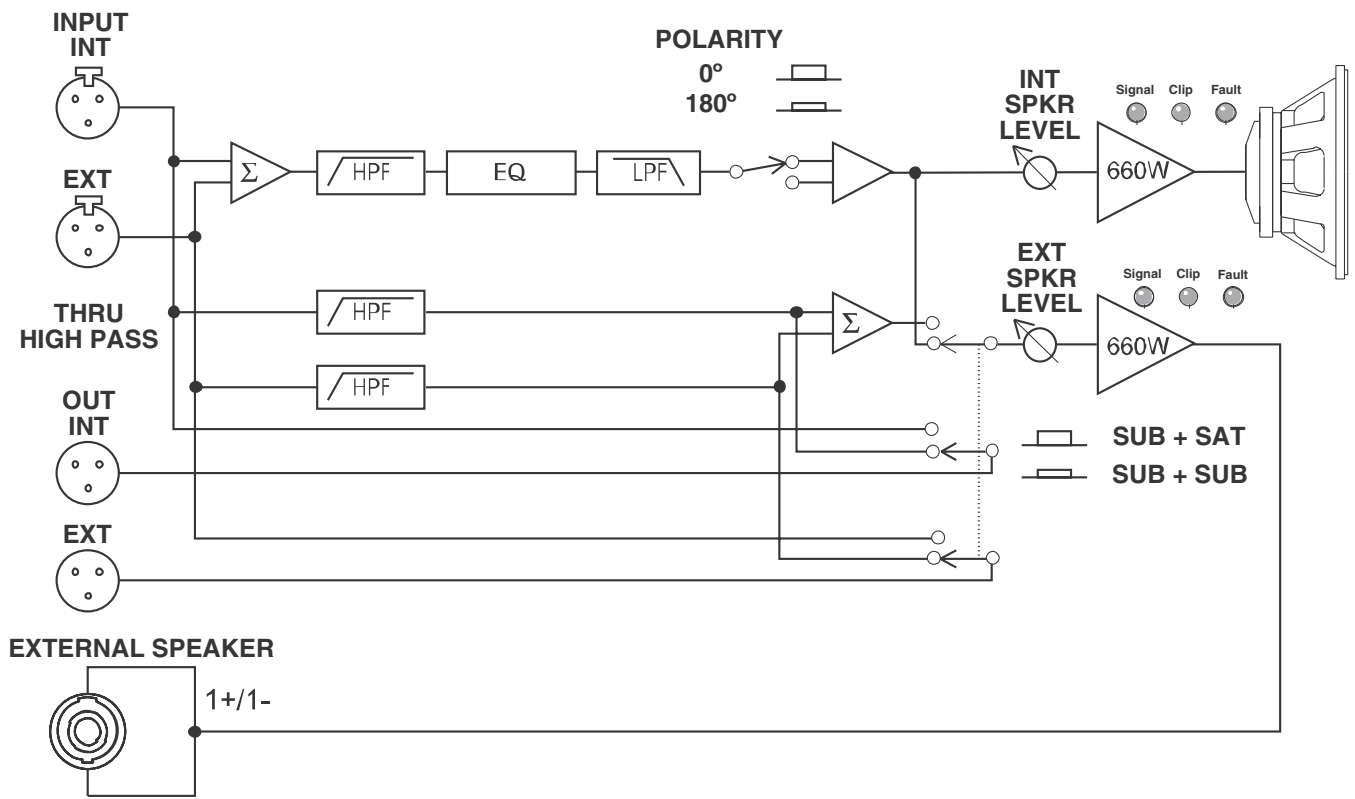 INPUT
INT
EXT
THRU
HIGH PASS
OUT
INT
EXT
EXTERNAL SPEAKER
1+/1-
Σ
HPF
EQ
LPF
HPF
HPF
POLARITY
0º
180º
Σ
INT
SPKR
LEVEL
Signal Clip Fault
660W
EXT
SPKR
LEVEL
Signal Clip Fault
660W
SUB + SAT
SUB + SUB